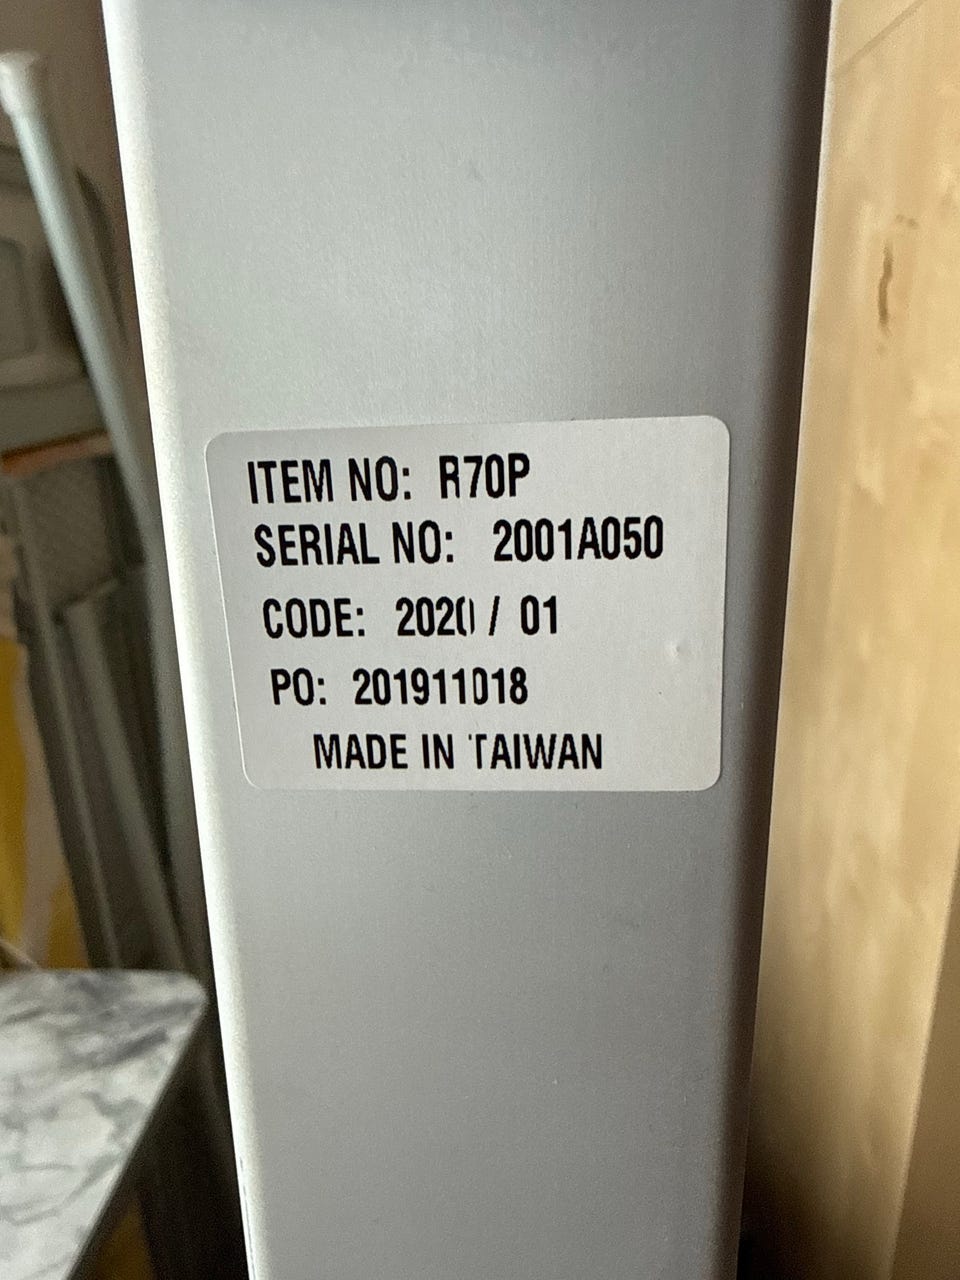 ITEM NO: R70P
SERIAL NO: 2001A050
CODE: 2020 / 01
PO: 201911018
MADE IN TAIWAN